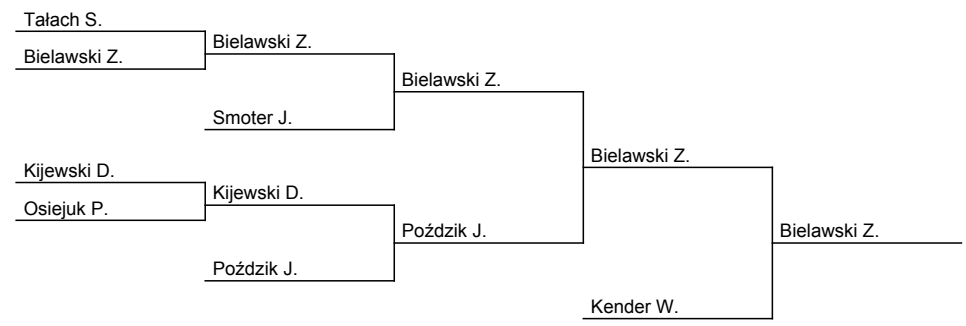 Tałach S.
Bielawski Z.
Bielawski Z.
Bielawski Z.
Smoter J.
Bielawski Z.
Kijewski D.
Kijewski D.
Osiejuk P.
Poździk J.
Bielawski Z.
Poździk J.
Kender W.